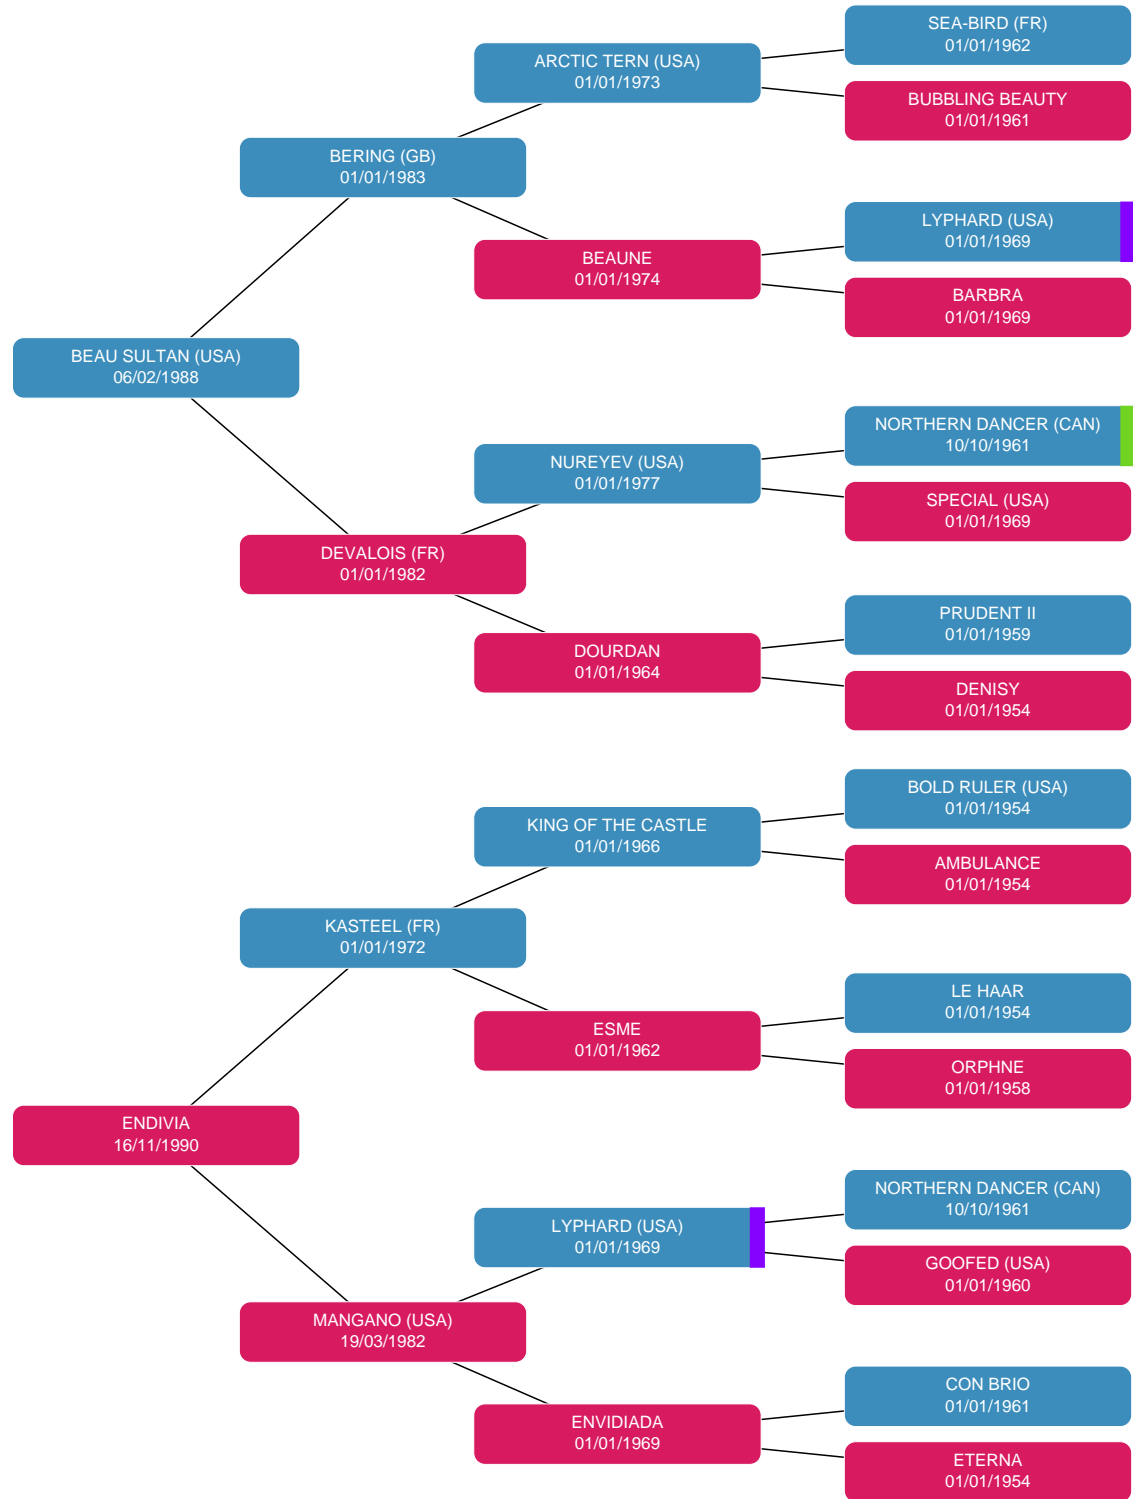 SEA-BIRD (FR)
01/01/1962
ARCTIC TERN (USA)
01/01/1973
BUBBLING BEAUTY
01/01/1961
BERING (GB)
01/01/1983
LYPHARD (USA)
01/01/1969
BEAUNE
01/01/1974
BARBRA
01/01/1969
BEAU SULTAN (USA)
06/02/1988
NORTHERN DANCER (CAN)
10/10/1961
NUREYEV (USA)
01/01/1977
SPECIAL (USA)
01/01/1969
DEVALOIS (FR)
01/01/1982
PRUDENT II
01/01/1959
DOURDAN
01/01/1964
DENISY
01/01/1954
BOLD RULER (USA)
01/01/1954
KING OF THE CASTLE
01/01/1966
AMBULANCE
01/01/1954
KASTEEL (FR)
01/01/1972
LE HAAR
01/01/1954
ESME
01/01/1962
ORPHNE
01/01/1958
ENDIVIA
16/11/1990
NORTHERN DANCER (CAN)
10/10/1961
LYPHARD (USA)
01/01/1969
GOOFED (USA)
01/01/1960
MANGANO (USA)
19/03/1982
CON BRIO
01/01/1961
ENVIDIADA
01/01/1969
ETERNA
01/01/1954